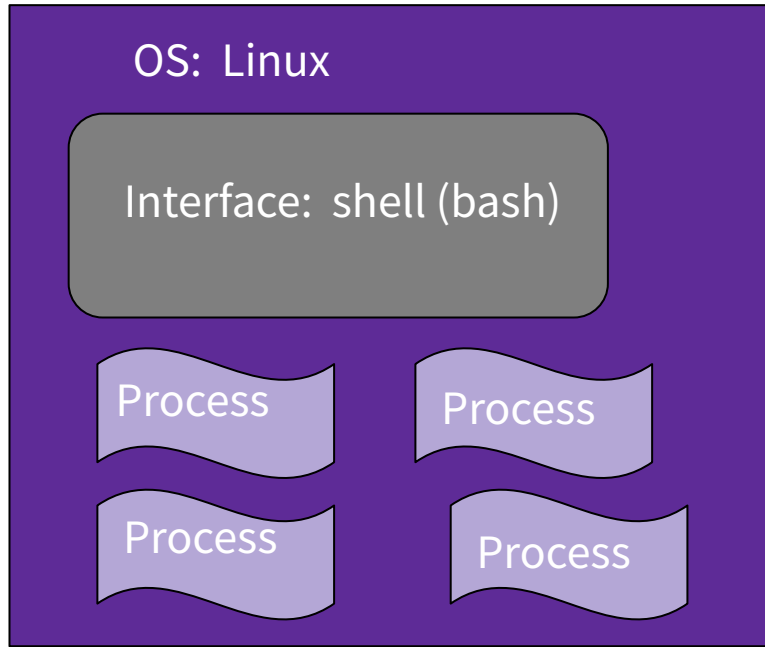 OS: Linux
Interface: shell (bash)
Process
Process
Process
Process